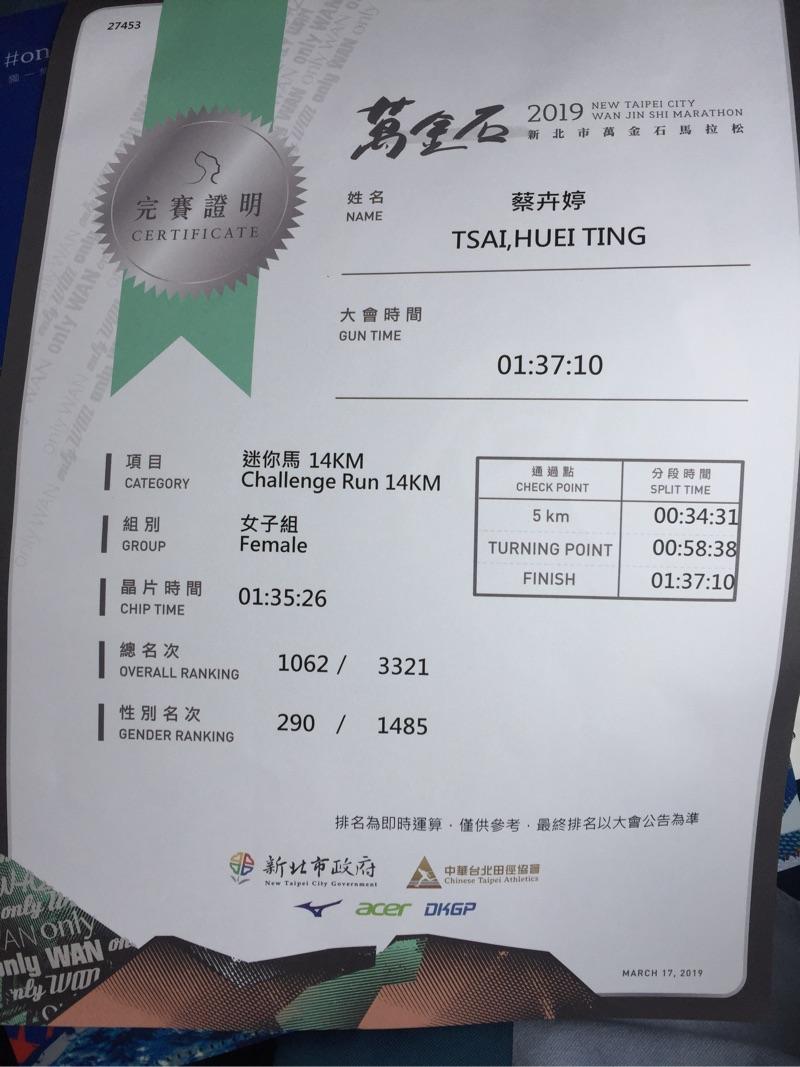 27453
#on
萬金石
2019 NEW TAIPEI CITY
WAN JIN SHI MARATHON
新北市萬金石馬拉松
完賽證明
CERTIFICATE
姓名
NAME
蔡卉婷
TSAI,HUEI TING
大會時間
GUN TIME
01:37:10
項目
CATEGORY
迷你馬 14KM
Challenge Run 14KM
組別
GROUP
女子組
Female
晶片時間
CHIP TIME
01:35:26
總名次
OVERALL RANKING
1062 / 3321
性別名次
GENDER RANKING
290 / 1485
通過點 分段時間
CHECK POINT SPLIT TIME
5 km 00:34:31
TURNING POINT 00:58:38
FINISH 01:37:10
排名為即時運算，僅供參考，最終排名以大會公告為準
新北市政府
New Taipei City Government
中華台北田徑協會
Chinese Taipei Athletics
acer DKGP
MARCH 17, 2019
only WAN